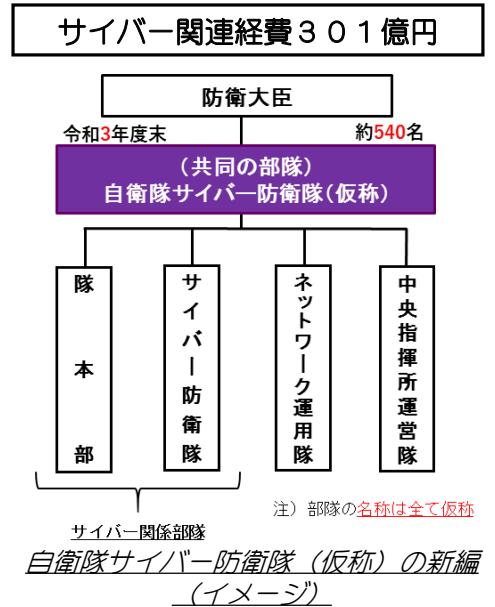 サイバー関連経費３０１億円
防衛大臣
令和3年度末
約540名
（共同の部隊）
自衛隊サイバー防衛隊（仮称）
隊本部
サイバー防衛隊
ネットワーク運用隊
中央指揮所運営隊
注）部隊の名称は全て仮称
サイバー関係部隊
自衛隊サイバー防衛隊（仮称）の新編
（イメージ）